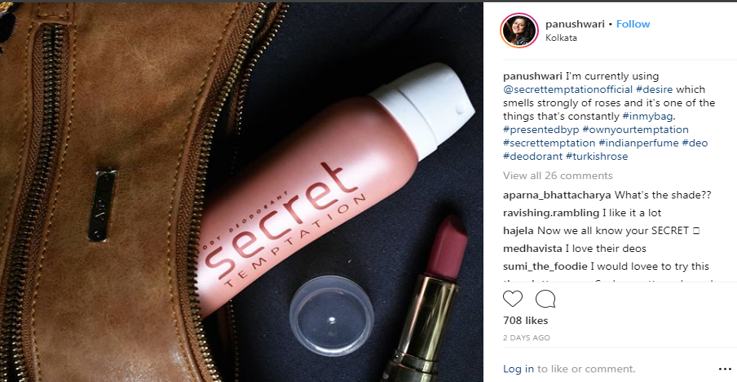 panushwari • Follow
Kolkata
panushwari I'm currently using
@secrettemptationofficial #desire which
smells strongly of roses and it's one of the
things that's constantly #inmybag.
#presentedbyp #ownyourtemptation
#secrettemptation #indianperfume #deo
#deodorant #turkishrose
View all 26 comments
aparna_bhattacharya What's the shade??
ravishing.rambling I like it a lot
hajela Now we all know your SECRET □
medhavista I love their deos
sumi_the_foodie I would lovee to try this
708 likes
2 DAYS AGO
Log in to like or comment.
ODY DEODORANT
secret
TEMPTATION